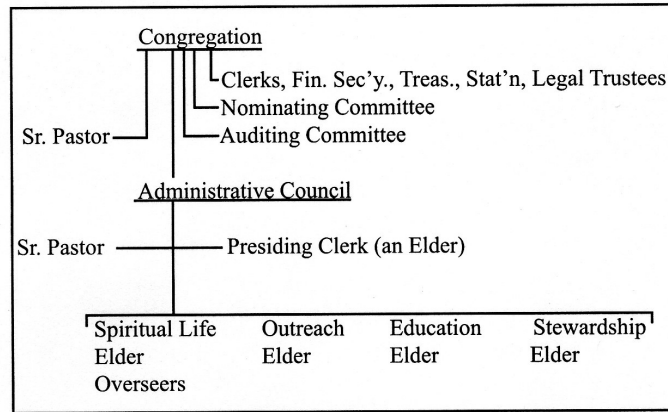 Congregation
Clerks, Fin. Sec'y., Treas., Stat'n, Legal Trustees
Nominating Committee
Sr. Pastor Auditing Committee
Administrative Council
Sr. Pastor Presiding Clerk (an Elder)
Spiritual Life Outreach Education Stewardship
Elder Elder Elder Elder
Overseers